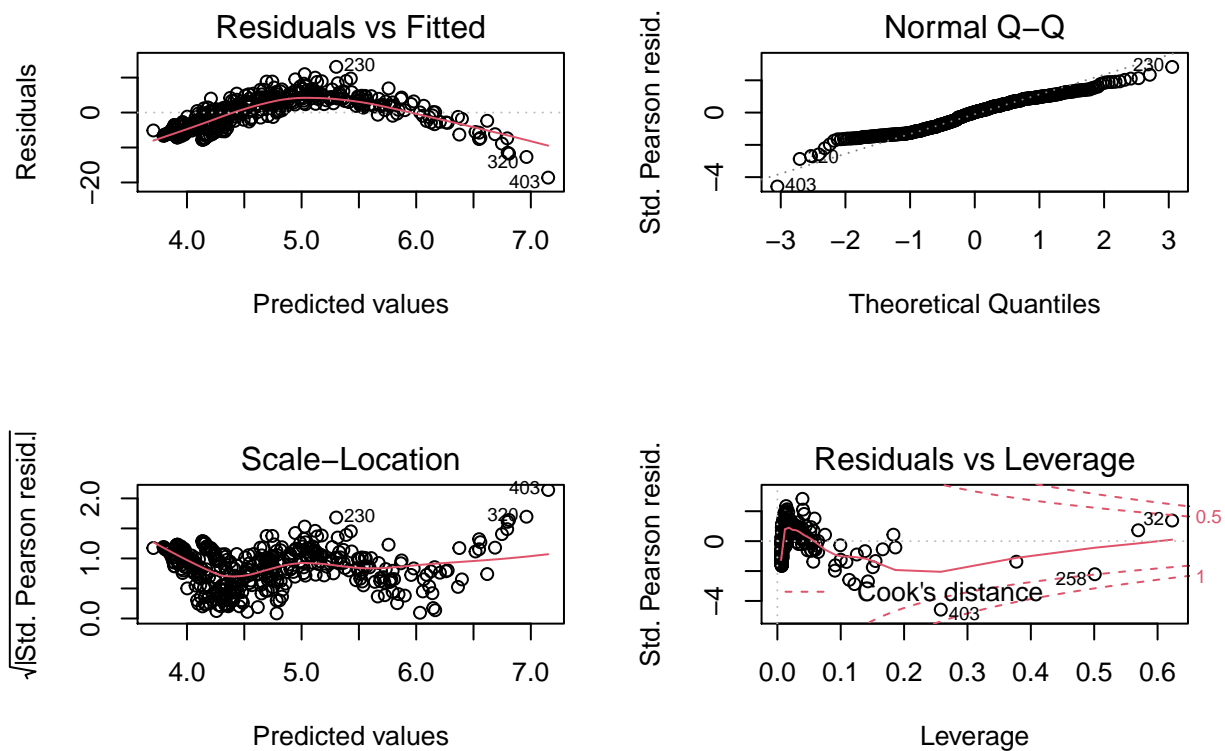 Residuals vs Fitted
Residuals
0
−20
230
320
403
4.0 5.0 6.0 7.0
Predicted values
Normal Q−Q
Std. Pearson resid.
0
−4
230
320
403
−3 −2 −1 0 1 2 3
Theoretical Quantiles
Scale−Location
√|Std. Pearson resid.|
2.0
1.0
0.0
403
320
230
4.0 5.0 6.0 7.0
Predicted values
Residuals vs Leverage
Std. Pearson resid.
0
−4
32
0.5
258
1
Cook's distance
403
0.0 0.1 0.2 0.3 0.4 0.5 0.6
Leverage